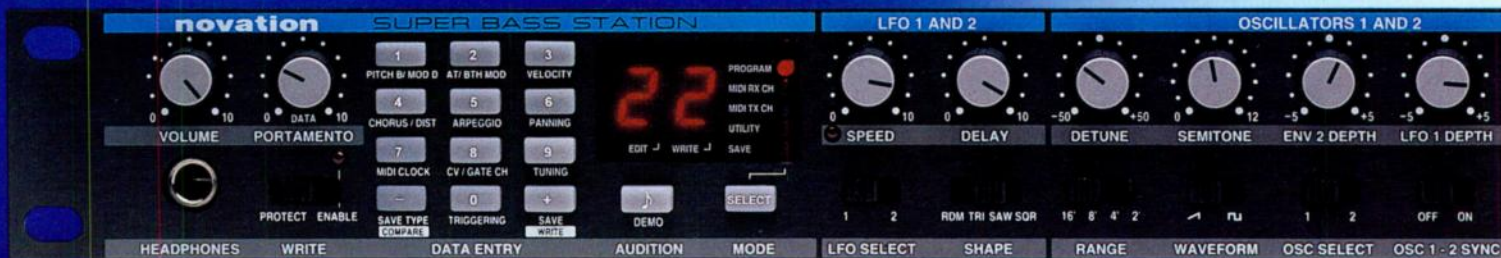 novation SUPER BASS STATION LFO 1 AND 2 OSCILLATORS 1 AND 2
1 2 3
PITCH B/ MOD D AT/ BTH MOD VELOCITY
4 5 6
CHORUS / DIST ARPEGGIO PANNING
7 8 9
MIDI CLOCK CV / GATE CH TUNING
- 0 +
SAVE TYPE TRIGGERING SAVE
COMPARE WRITE
22
PROGRAM
MIDI RX CH
MIDI TX CH
UTILITY
EDIT WRITE SAVE
0 10 0 DATA 10 0 10 0 10 -50 +50 0 12 -5 +5 -5 +5
VOLUME PORTAMENTO SPEED DELAY DETUNE SEMITONE ENV 2 DEPTH LFO 1 DEPTH
♪ SELECT
DEMO
PROTECT ENABLE 1 2 RDM TRI SAW SQR 16' 8' 4' 2' 1 2 OFF ON
HEADPHONES WRITE DATA ENTRY AUDITION MODE LFO SELECT SHAPE RANGE WAVEFORM OSC SELECT OSC 1 - 2 SYNC